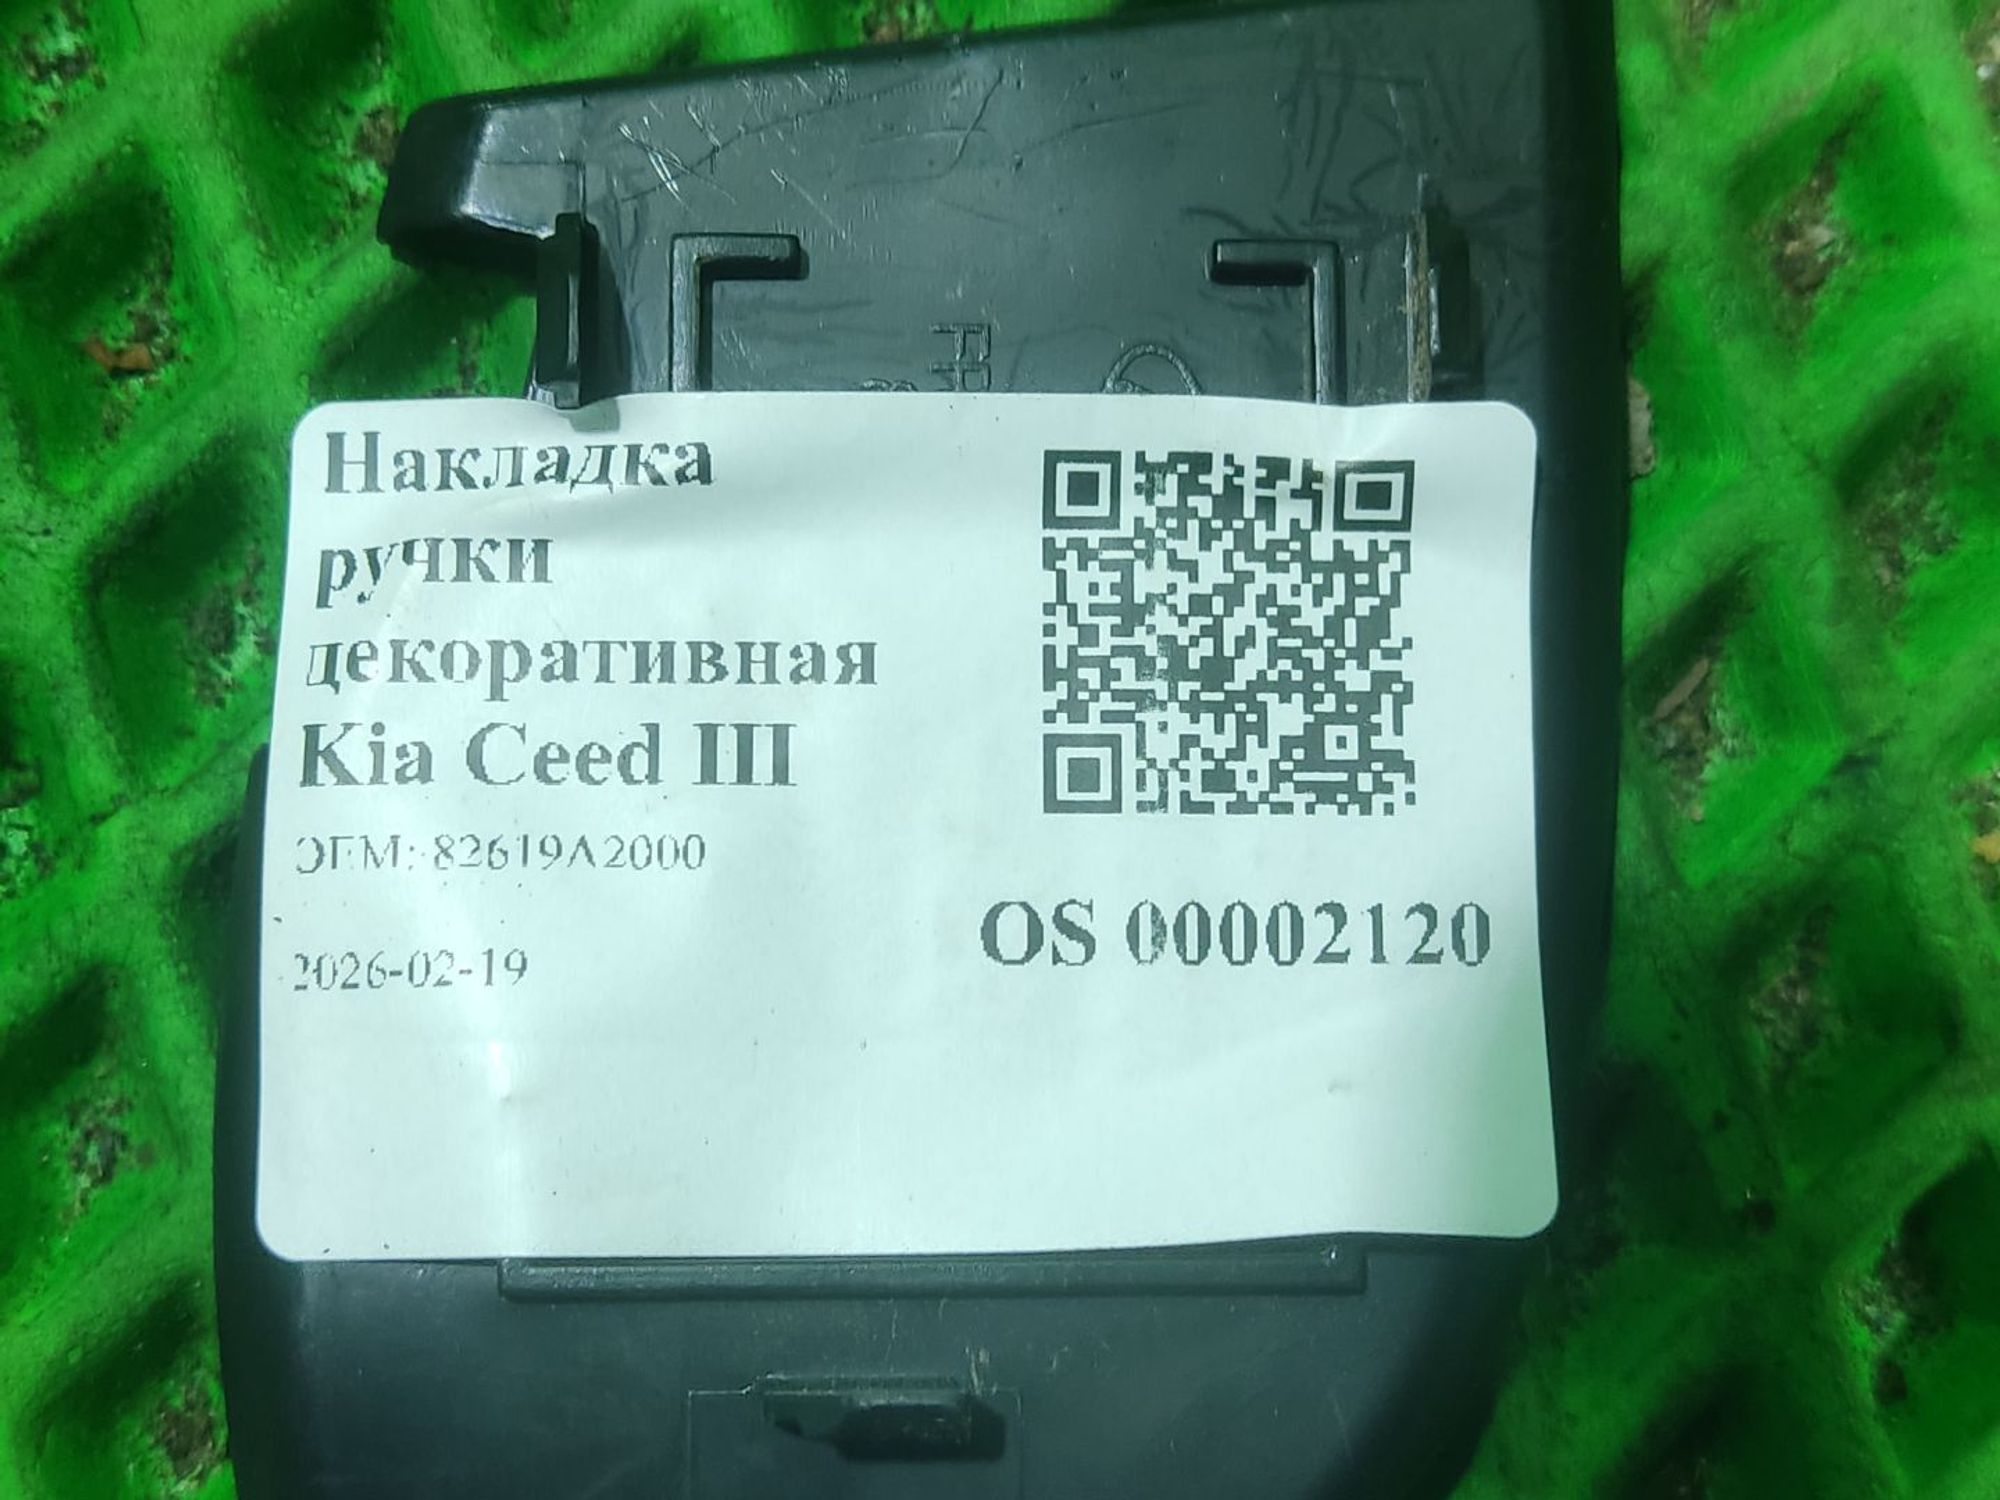 Накладка
ручки
декоративная
Kia Ceed III
ОЕМ: 82619A2000
2026-02-19
OS 00002120